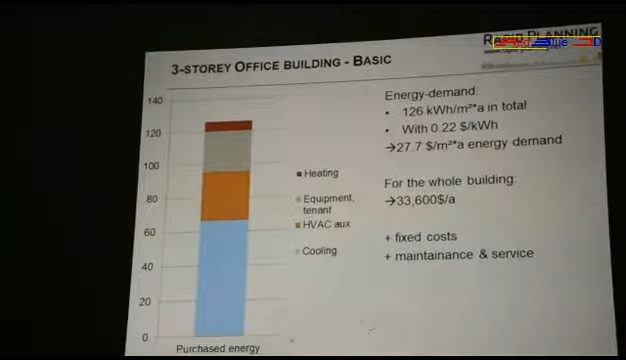 RAPID PLANNING
3-STOREY OFFICE BUILDING - BASIC
140
120
100
80
60
40
20
0
Purchased energy
Heating
Equipment,
tenant
HVAC aux
Cooling
Energy-demand:
• 126 kWh/m²*a in total
• With 0.22 $/kWh
→27.7 $/m²*a energy demand
For the whole building:
→33,600$/a
+ fixed costs
+ maintainance & service